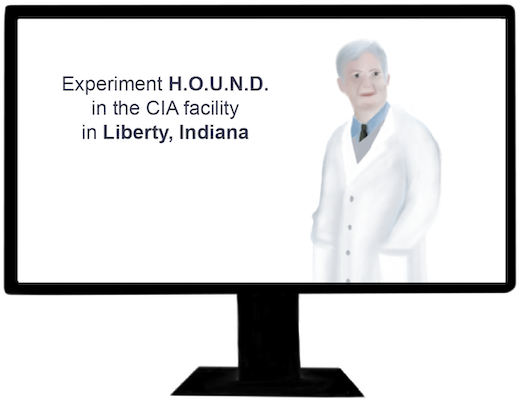 Experiment H.O.U.N.D.
in the CIA facility
in Liberty, Indiana